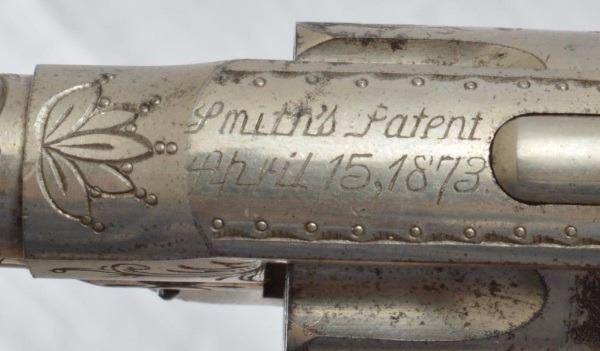 Smith's Patent
April 15, 1873.